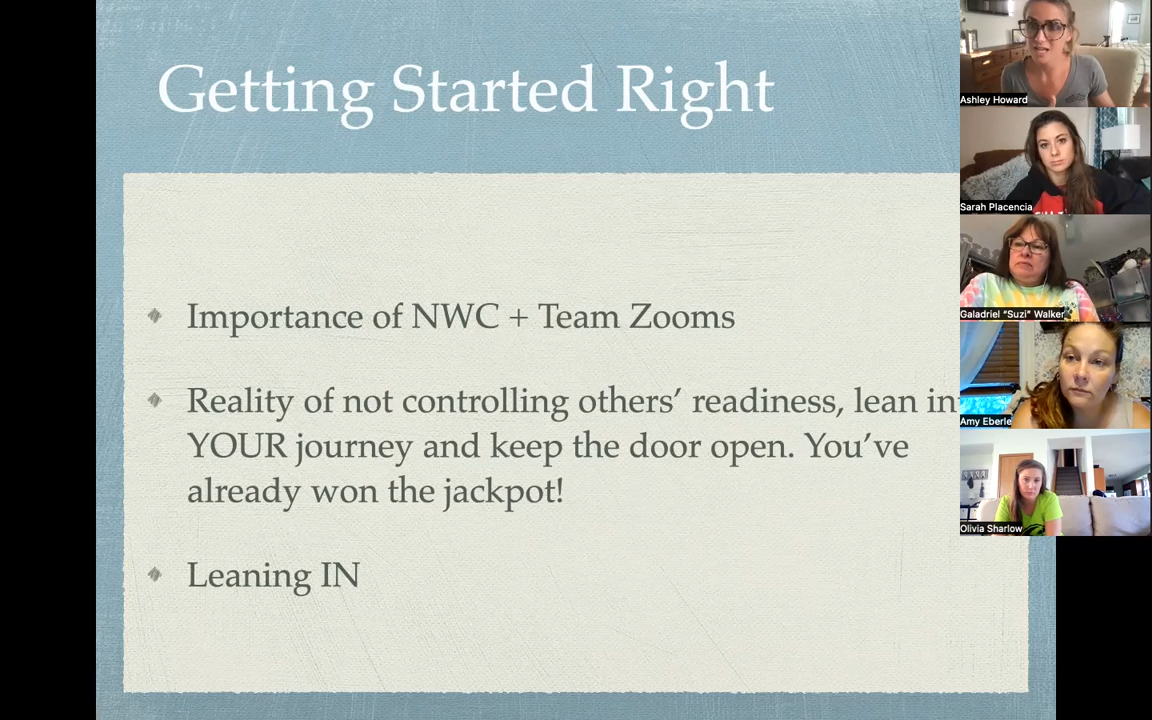 Getting Started Right
Importance of NWC + Team Zooms
Reality of not controlling others’ readiness, lean in
YOUR journey and keep the door open. You’ve
already won the jackpot!
Leaning IN
Ashley Howard
Sarah Placencia
Galadriel “Suzi” Walker
Amy Eberle
Olivia Sharlow